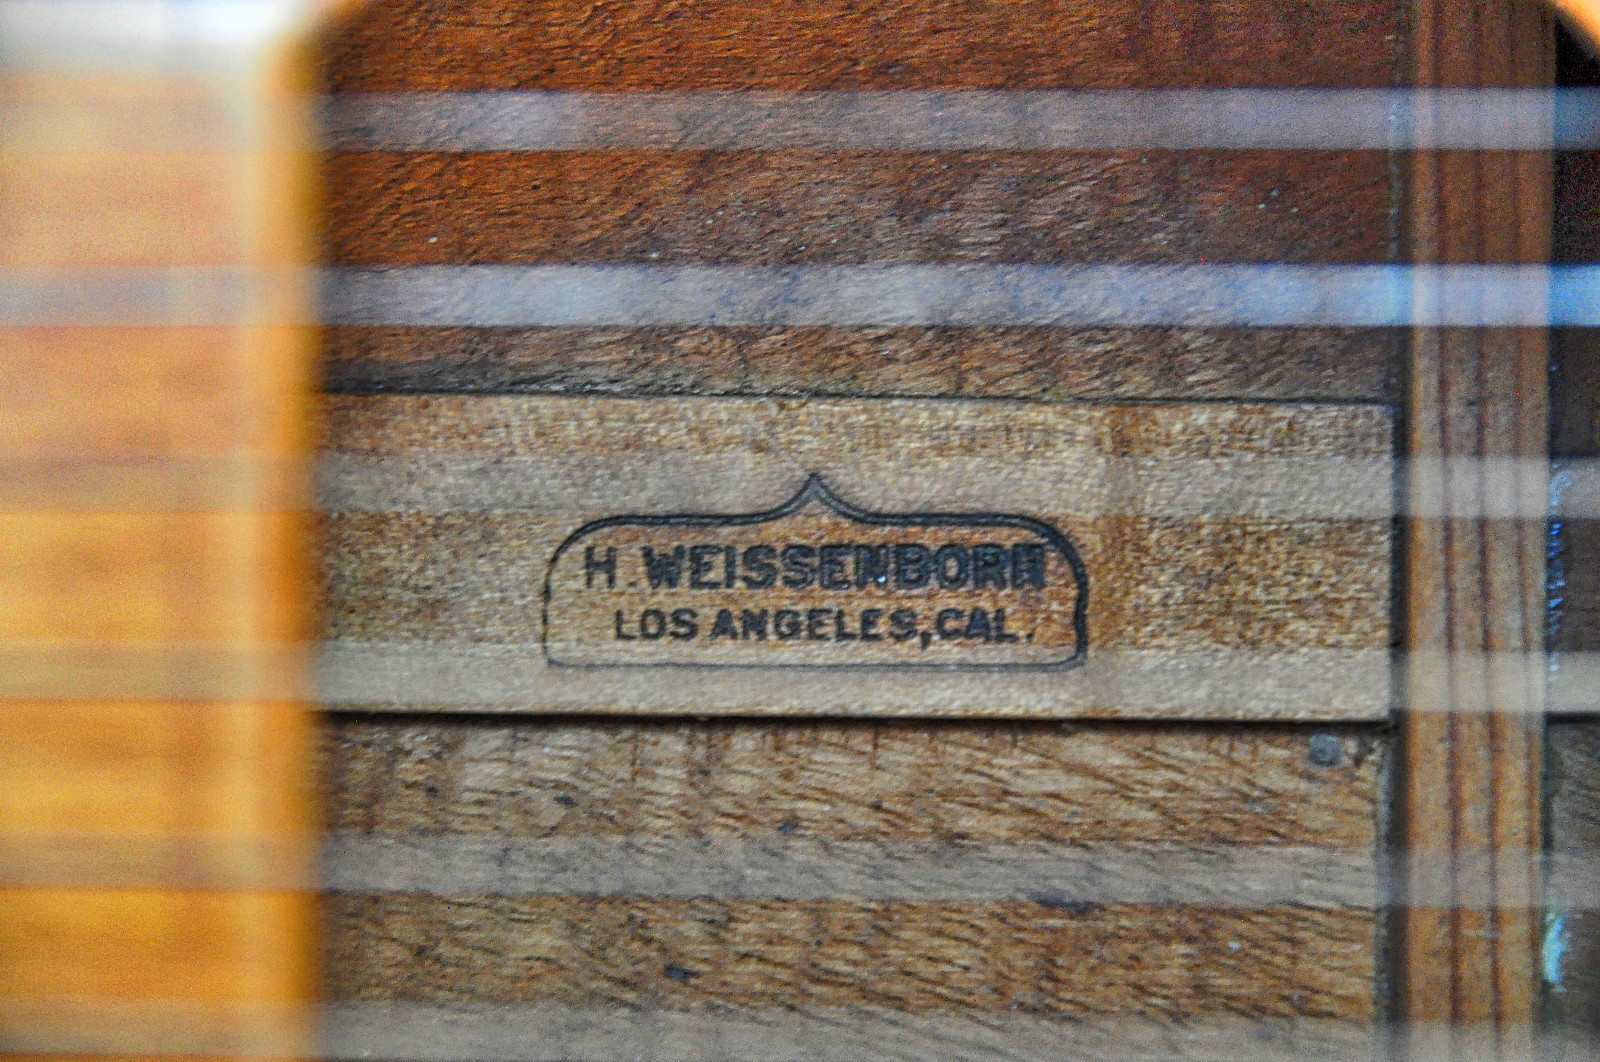 H. WEISSENBORN
LOS ANGELES, CAL.